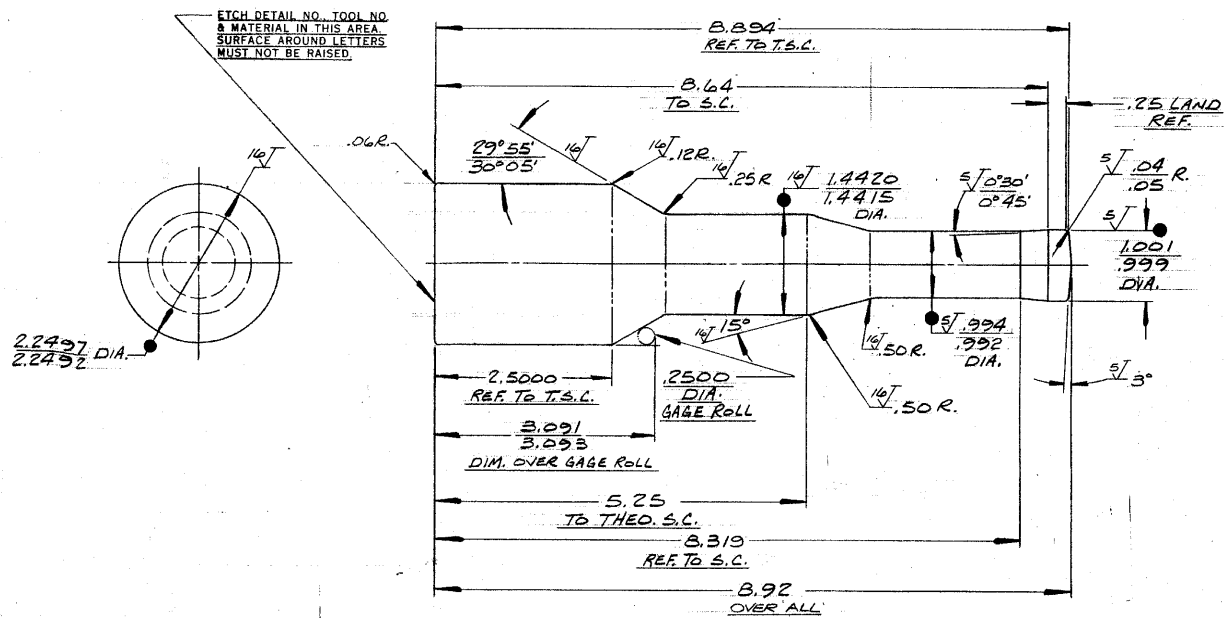 ETCH DETAIL NO., TOOL NO.
& MATERIAL IN THIS AREA.
SURFACE AROUND LETTERS
MUST NOT BE RAISED
8.894
REF. TO T.S.C.
8.64
TO S.C.
.25 LAND
REF.
.06R.
29°55'
30°05'
16
16
.12R.
16
.25 R
16
1.4420
1.4415
DIA.
5
0°30'
0°45'
5
.04
.05 R.
5
1.001
.999
DIA.
16
2.2497
2.2492 DIA.
15°
16
16
.50 R.
5
.994
.992
DIA.
5
3°
16
.50 R.
2.5000
REF. TO T.S.C.
.2500
DIA.
GAGE ROLL
3.091
3.093
DIM. OVER GAGE ROLL
5.25
TO THEO. S.C.
8.319
REF. TO S.C.
8.92
OVER ALL